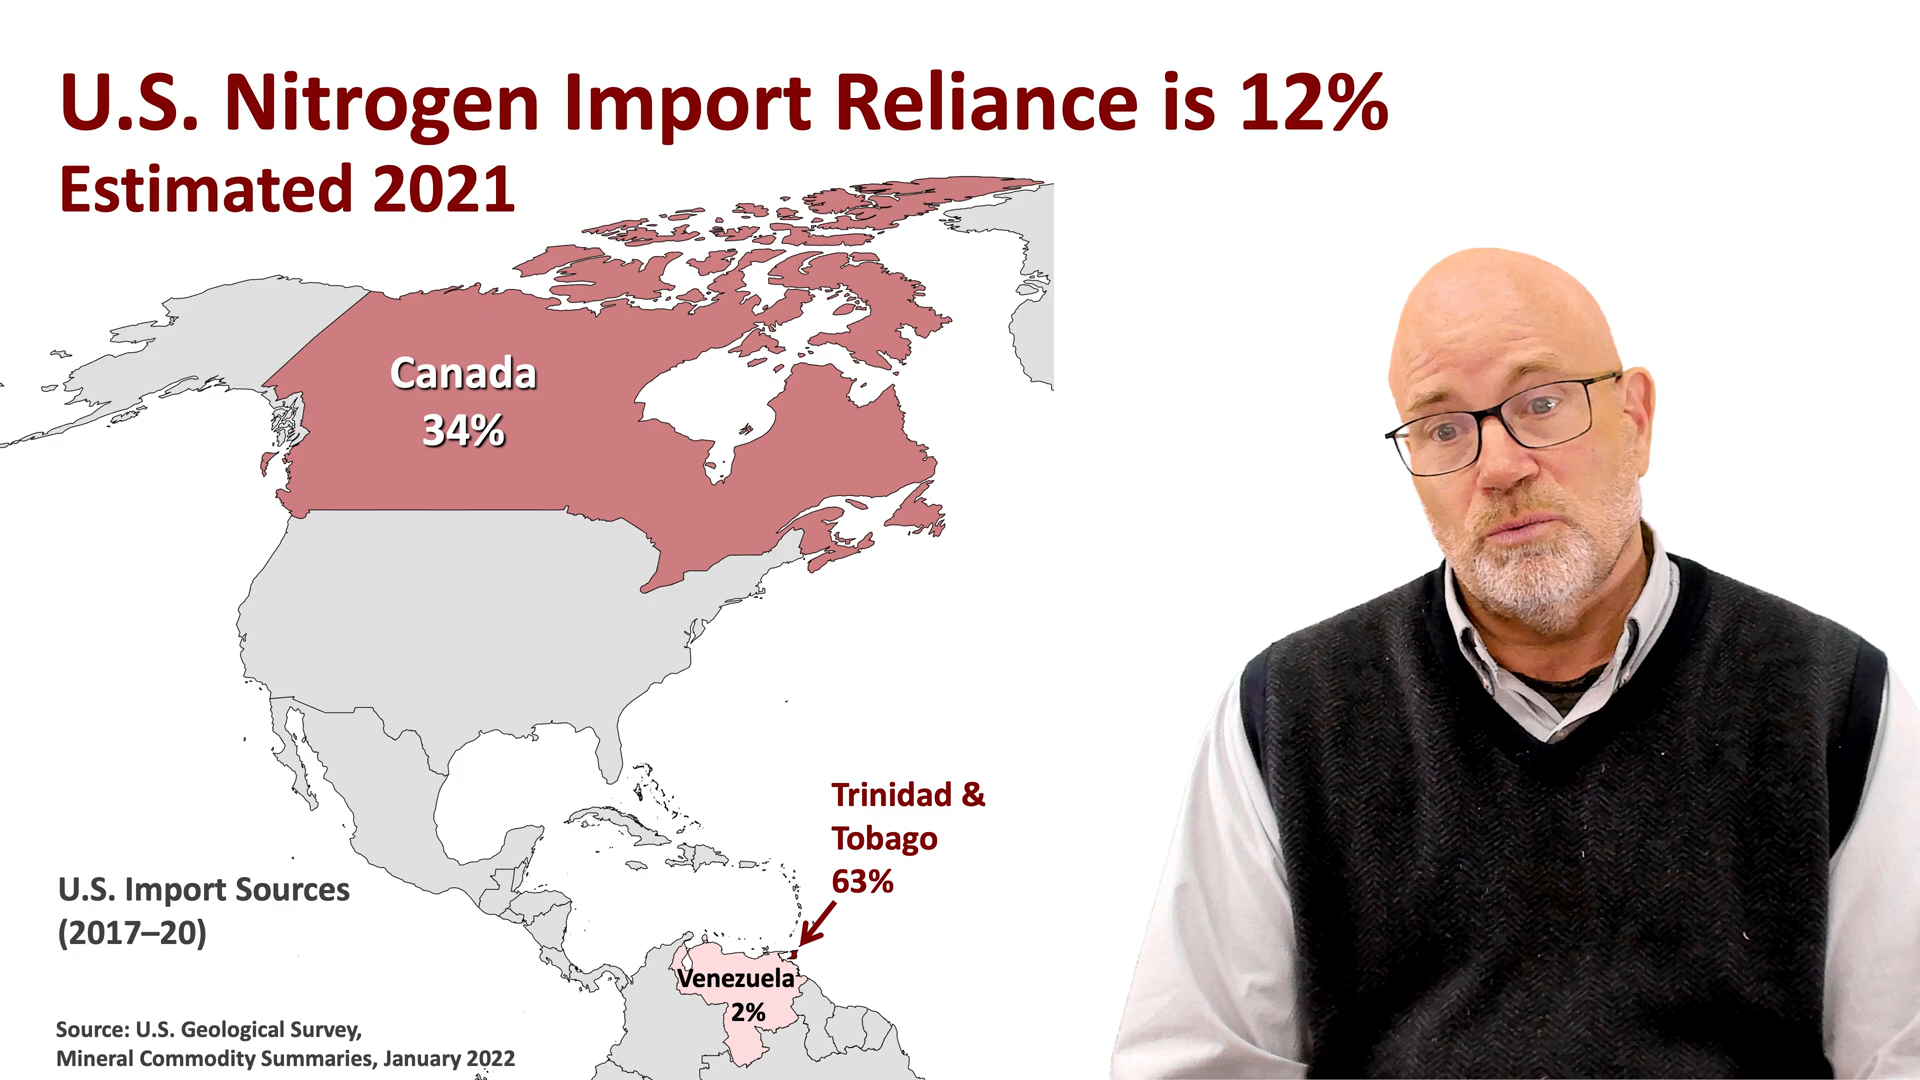 U.S. Nitrogen Import Reliance is 12%
Estimated 2021
Canada
34%
Trinidad &
Tobago
63%
U.S. Import Sources
(2017–20)
Venezuela
2%
Source: U.S. Geological Survey,
Mineral Commodity Summaries, January 2022